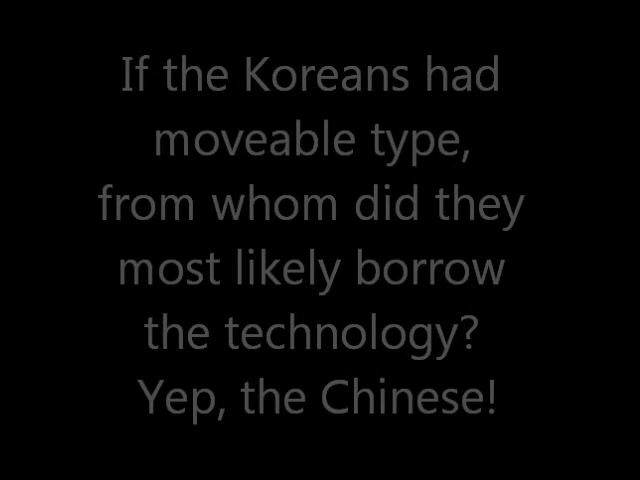 If the Koreans had
moveable type,
from whom did they
most likely borrow
the technology?
Yep, the Chinese!